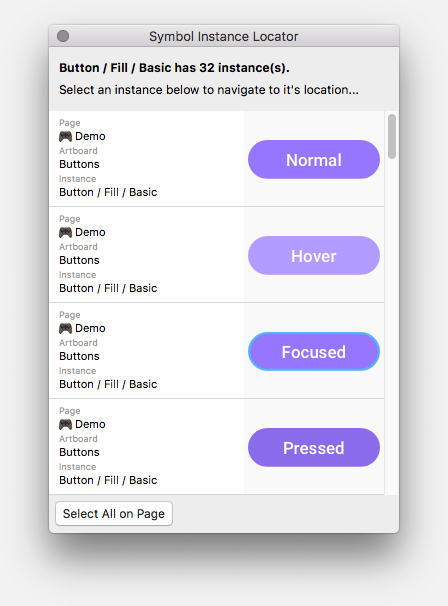 Symbol Instance Locator
Button / Fill / Basic has 32 instance(s).
Select an instance below to navigate to it's location...
Page
🎮 Demo
Artboard
Buttons
Instance
Button / Fill / Basic
Normal
Page
🎮 Demo
Artboard
Buttons
Instance
Button / Fill / Basic
Hover
Page
🎮 Demo
Artboard
Buttons
Instance
Button / Fill / Basic
Focused
Page
🎮 Demo
Artboard
Buttons
Instance
Button / Fill / Basic
Pressed
Select All on Page